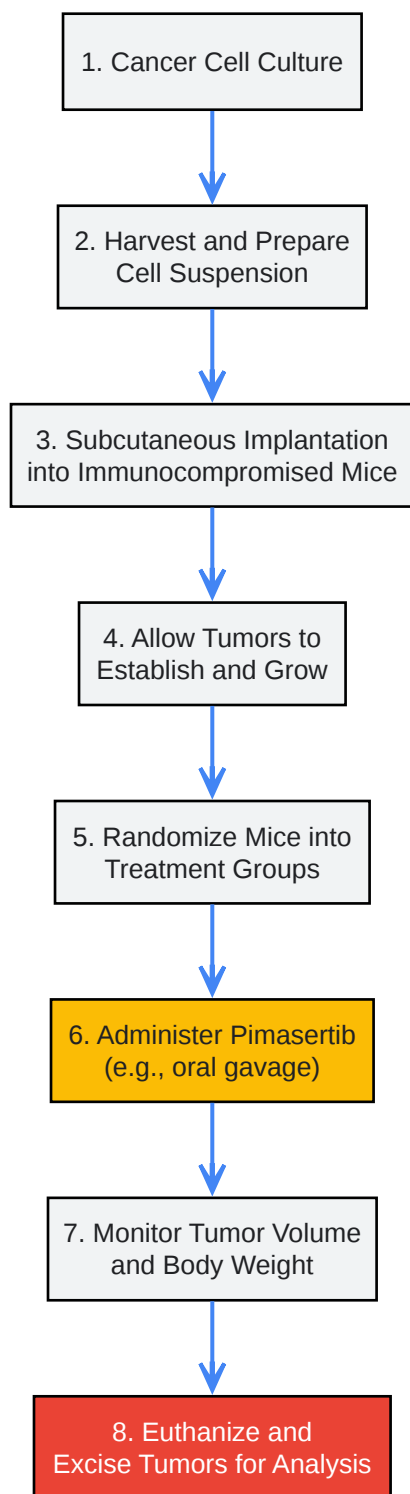 1. Cancer Cell Culture
2. Harvest and Prepare
Cell Suspension
3. Subcutaneous Implantation
into Immunocompromised Mice
4. Allow Tumors to
Establish and Grow
5. Randomize Mice into
Treatment Groups
6. Administer Pimasertib
(e.g., oral gavage)
7. Monitor Tumor Volume
and Body Weight
8. Euthanize and
Excise Tumors for Analysis